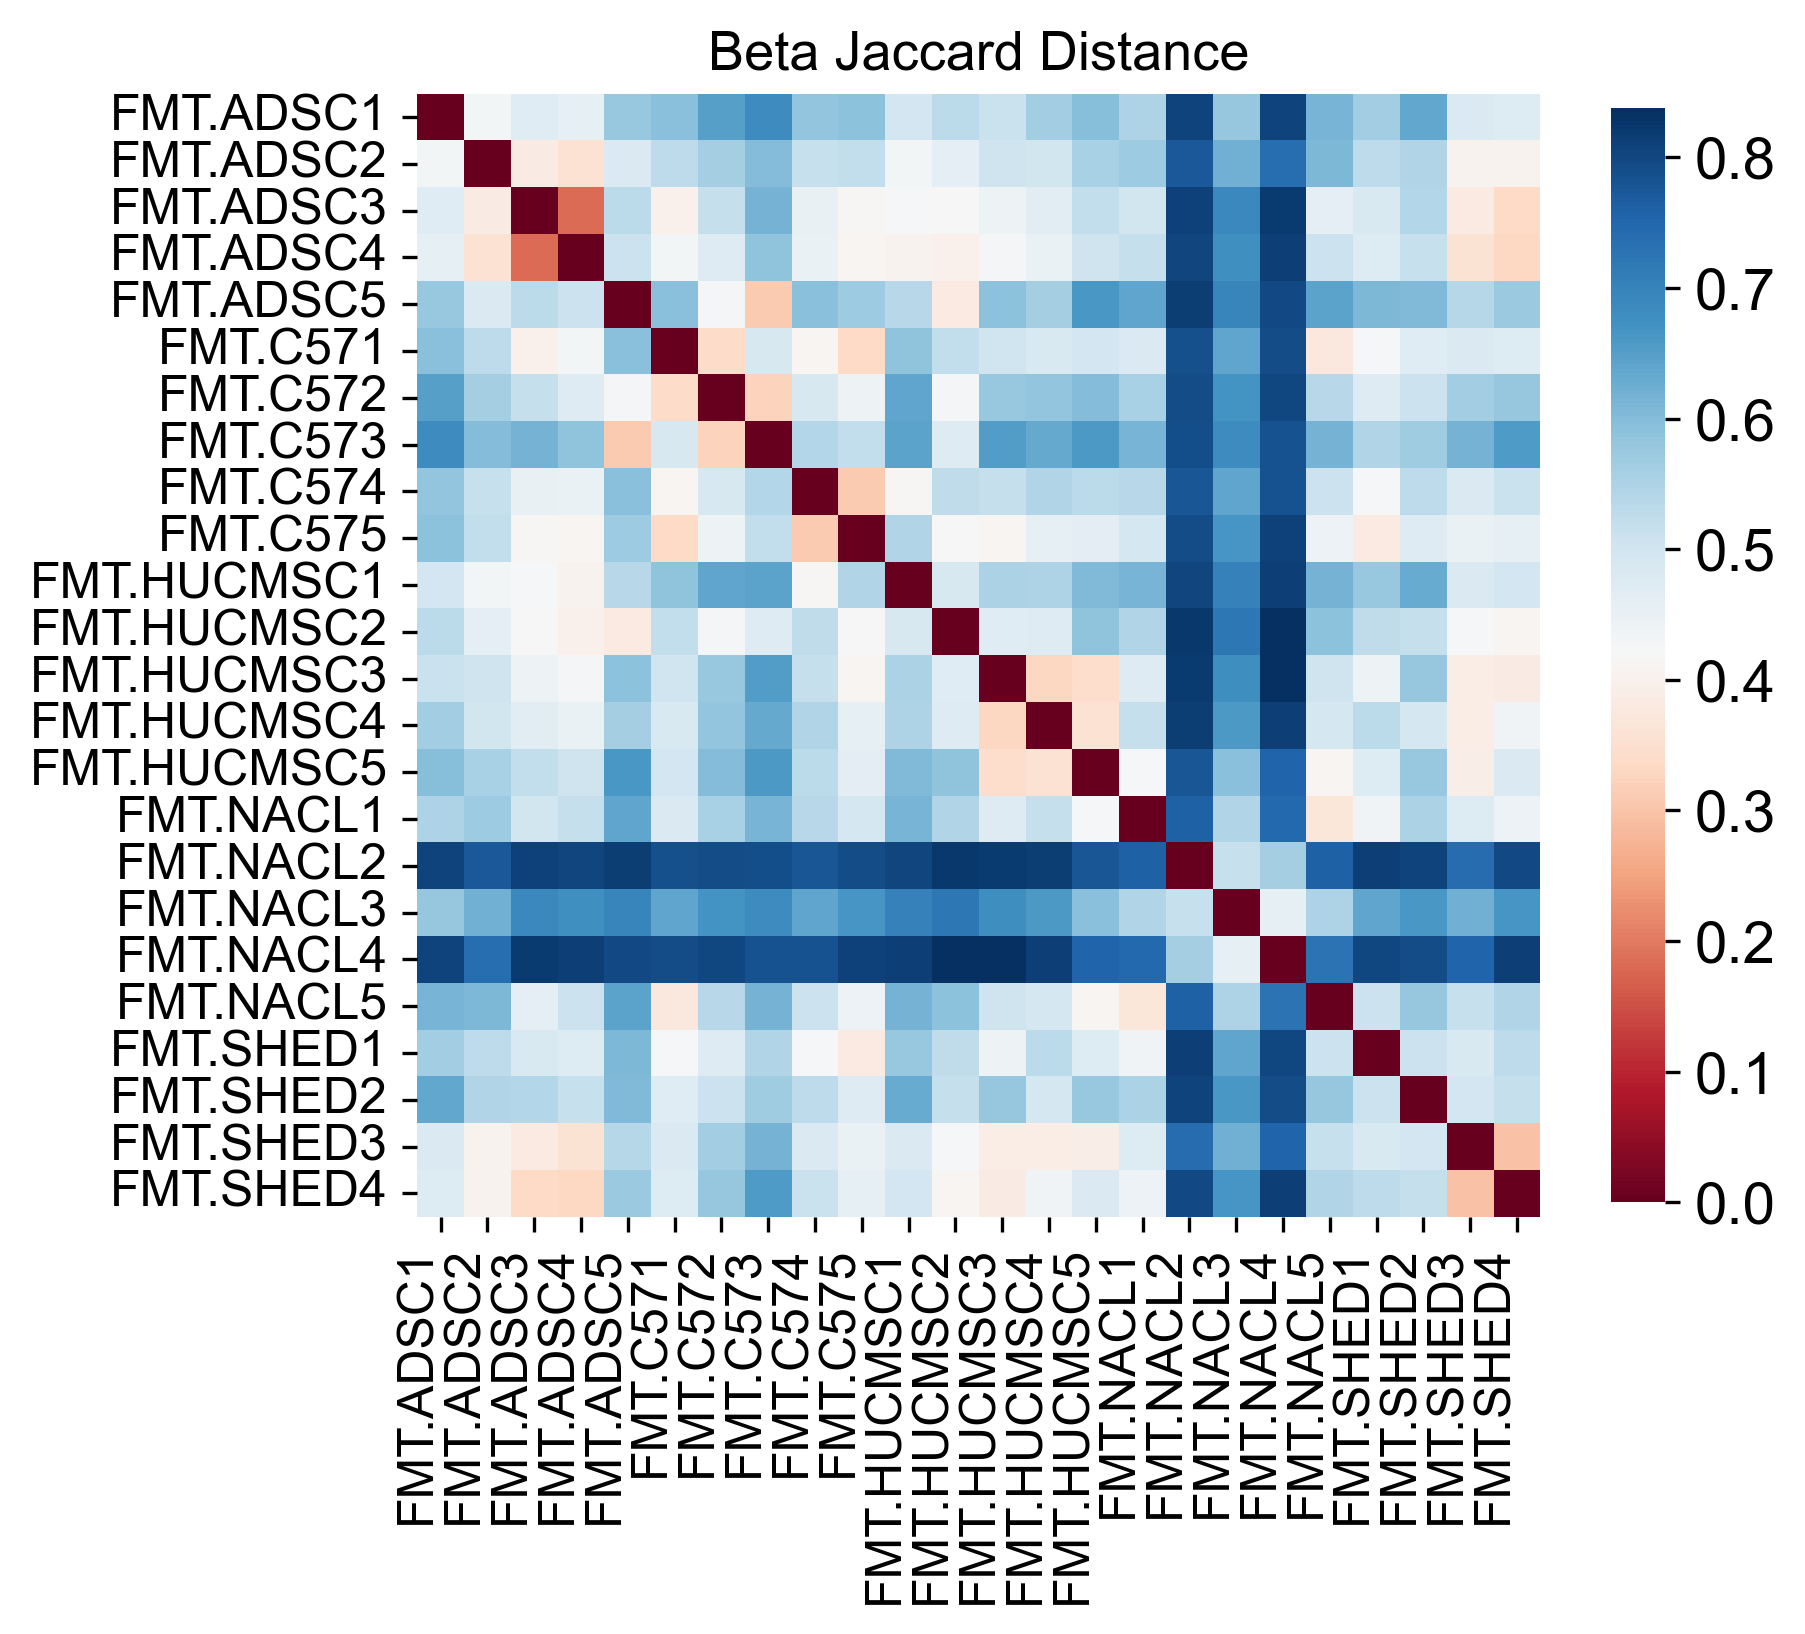 Beta Jaccard Distance
FMT.ADSC1
FMT.ADSC2
FMT.ADSC3
FMT.ADSC4
FMT.ADSC5
FMT.C571
FMT.C572
FMT.C573
FMT.C574
FMT.C575
FMT.HUCMSC1
FMT.HUCMSC2
FMT.HUCMSC3
FMT.HUCMSC4
FMT.HUCMSC5
FMT.NACL1
FMT.NACL2
FMT.NACL3
FMT.NACL4
FMT.NACL5
FMT.SHED1
FMT.SHED2
FMT.SHED3
FMT.SHED4
FMT.ADSC1
FMT.ADSC2
FMT.ADSC3
FMT.ADSC4
FMT.ADSC5
FMT.C571
FMT.C572
FMT.C573
FMT.C574
FMT.C575
FMT.HUCMSC1
FMT.HUCMSC2
FMT.HUCMSC3
FMT.HUCMSC4
FMT.HUCMSC5
FMT.NACL1
FMT.NACL2
FMT.NACL3
FMT.NACL4
FMT.NACL5
FMT.SHED1
FMT.SHED2
FMT.SHED3
FMT.SHED4
0.8
0.7
0.6
0.5
0.4
0.3
0.2
0.1
0.0